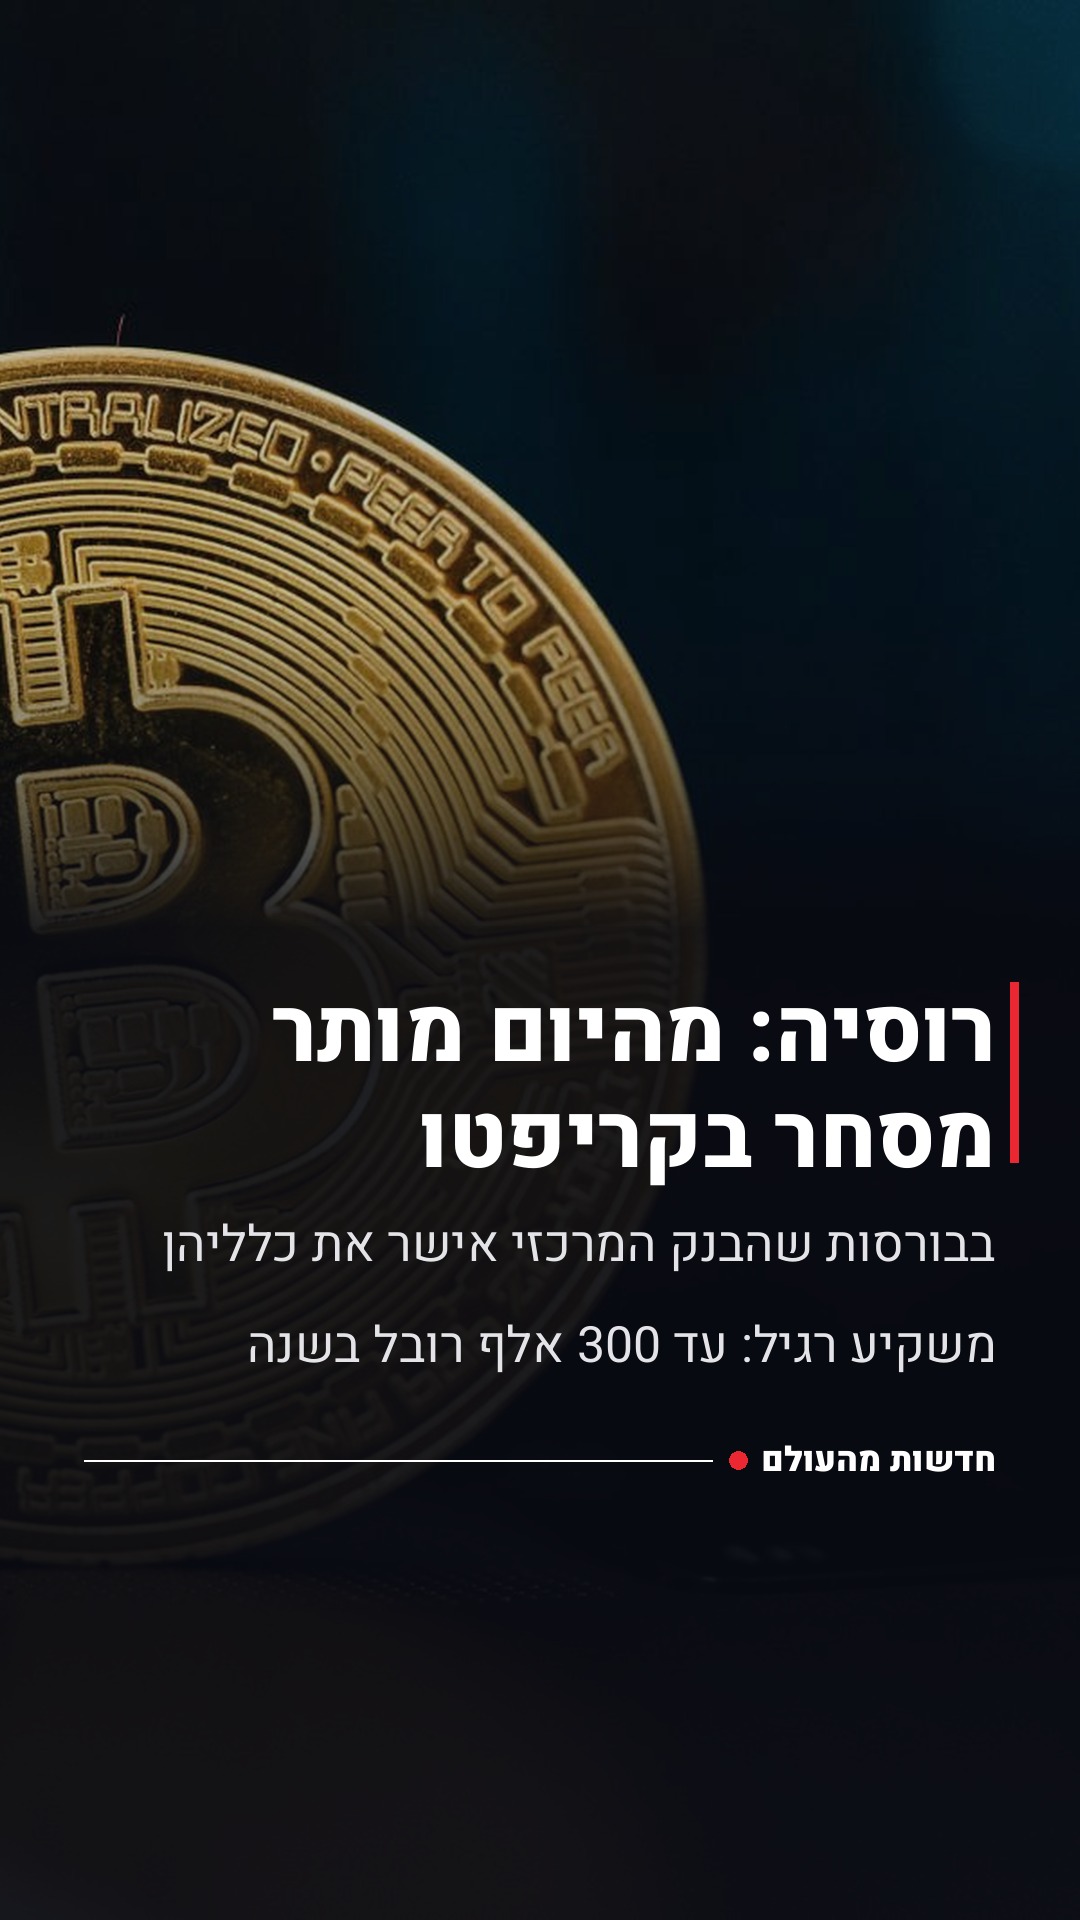 NTRALIZED • PEER TO PEER
רוסיה: מהיום מותר
מסחר בקריפטו
בבורסות שהבנק המרכזי אישר את כלליהן
משקיע רגיל: עד 300 אלף רובל בשנה
חדשות מהעולם